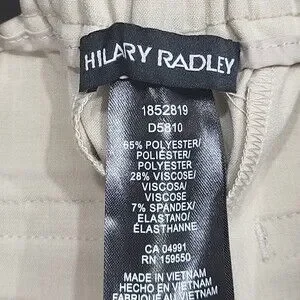 HILARY RADLEY
1852819
D5810
65% POLYESTER/
POLIÉSTER/
POLYESTER
28% VISCOSE/
VISCOSA/
VISCOSE
7% SPANDEX/
ELASTANO/
ÉLASTHANNE
CA 04991
RN 159550
MADE IN VIETNAM
HECHO EN VIETNAM
FABRIQUÉ AU VIETNAM